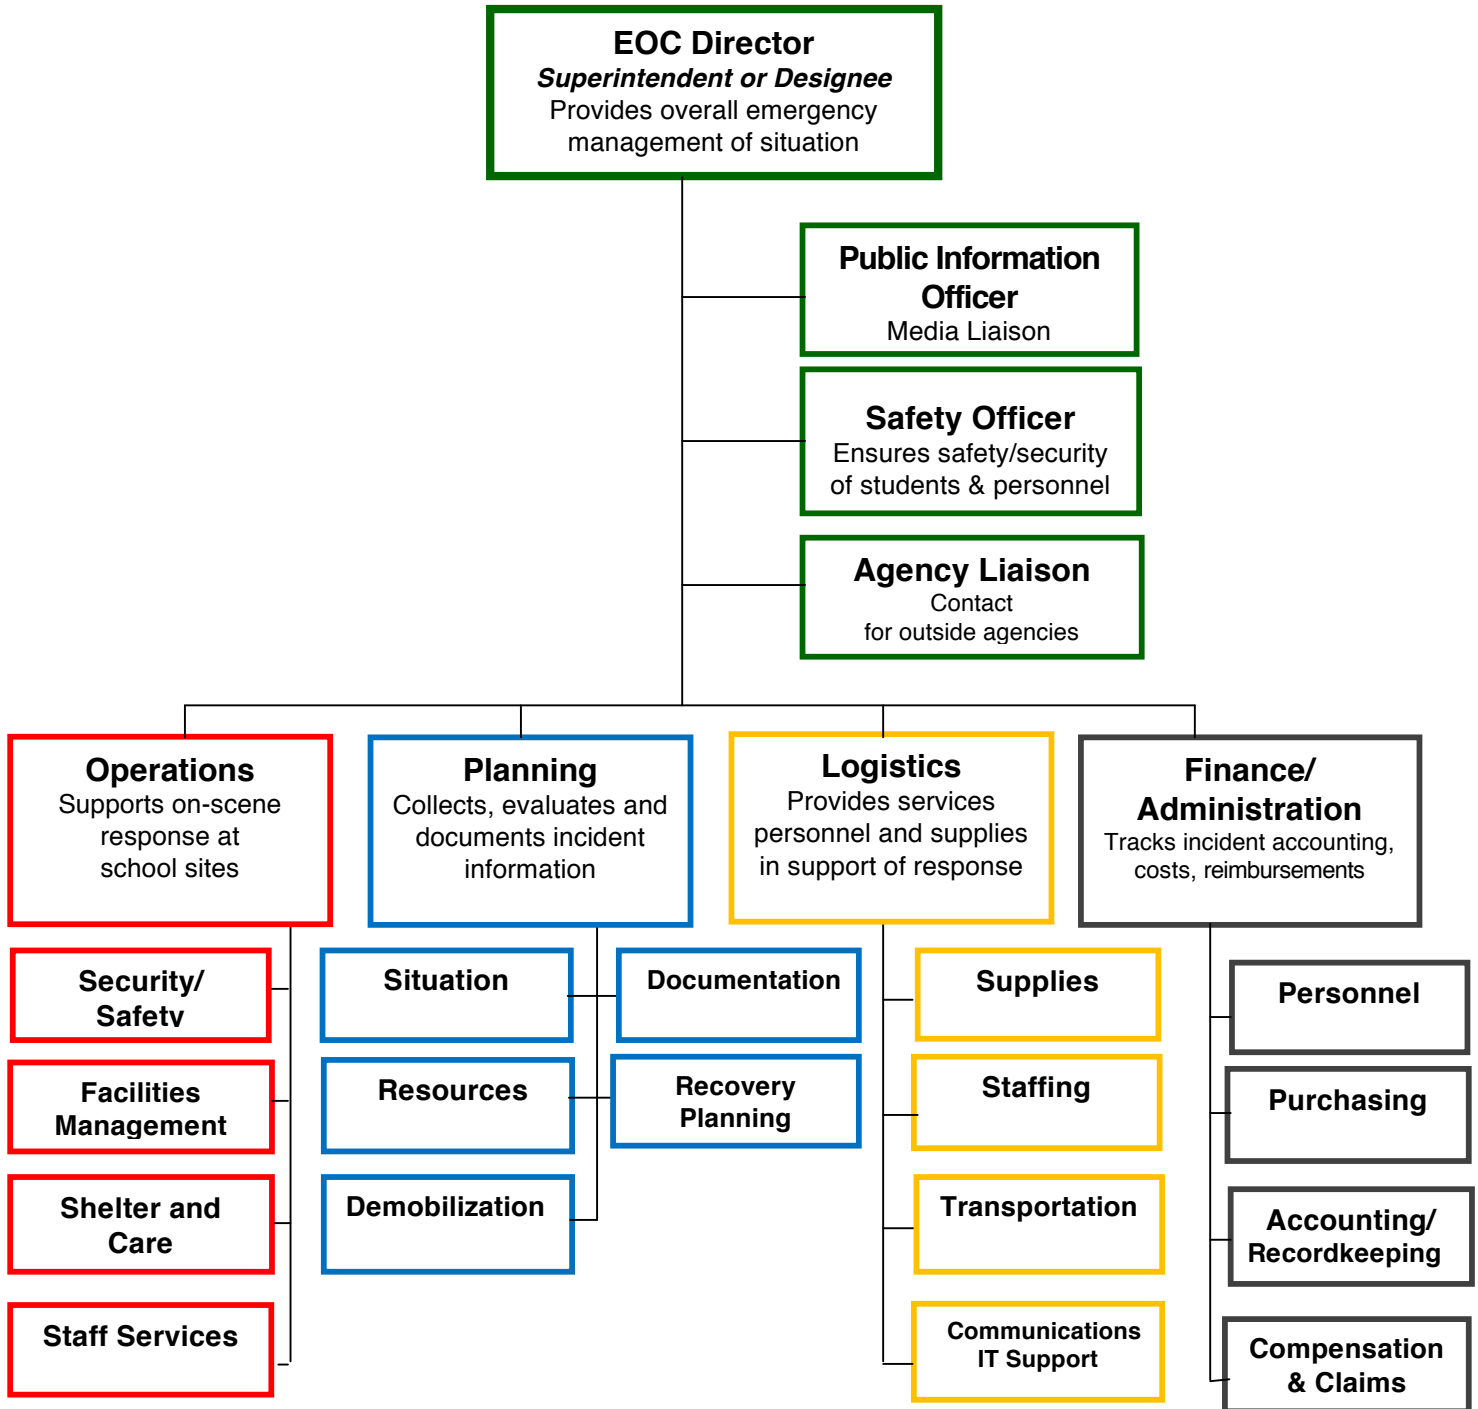 EOC Director
Superintendent or Designee
Provides overall emergency
management of situation
Public Information
Officer
Media Liaison
Safety Officer
Ensures safety/security
of students & personnel
Agency Liaison
Contact
for outside agencies
Operations
Supports on-scene
response at
school sites
Planning
Collects, evaluates and
documents incident
information
Logistics
Provides services
personnel and supplies
in support of response
Finance/
Administration
Tracks incident accounting,
costs, reimbursements
Security/
Safety
Facilities
Management
Shelter and
Care
Staff Services
Situation
Documentation
Resources
Recovery
Planning
Demobilization
Supplies
Staffing
Transportation
Communications
IT Support
Personnel
Purchasing
Accounting/
Recordkeeping
Compensation
& Claims